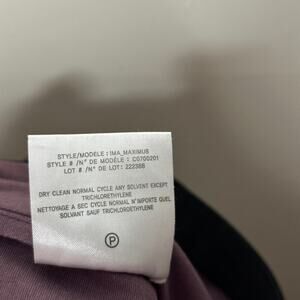 STYLE/MODÈLE : IMA_MAXIMUS
STYLE # /N° DE MODÈLE : C0700201
LOT # /N° DE LOT : 222388
DRY CLEAN NORMAL CYCLE ANY SOLVENT EXCEPT
TRICHLOROETHYLENE
NETTOYAGE A SEC CYCLE NORMAL N'IMPORTE QUEL
SOLVANT SAUF TRICHLOROETHYLENE
P